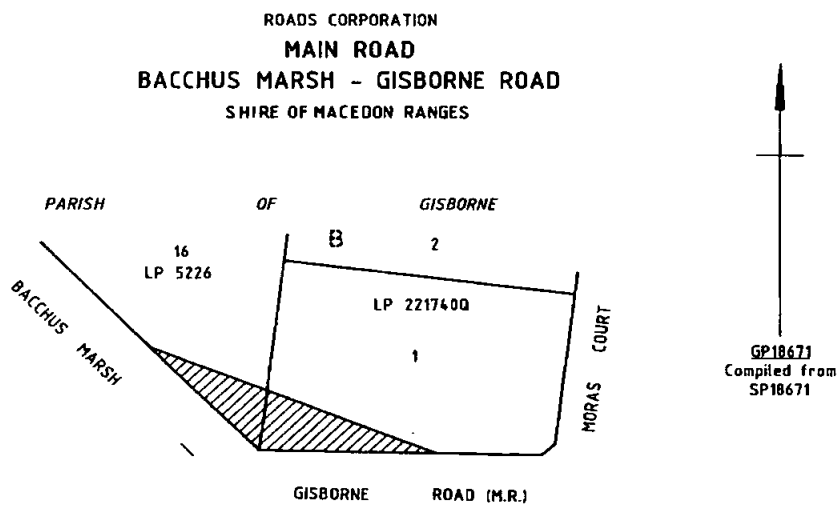 ROADS CORPORATION
MAIN ROAD
BACCHUS MARSH - GISBORNE ROAD
SHIRE OF MACEDON RANGES
PARISH OF GISBORNE
B
2
16
LP 5226
LP 221740Q
1
BACCHUS MARSH
MORAS COURT
GP18671
Compiled from
SP18671
GISBORNE ROAD (M.R.)